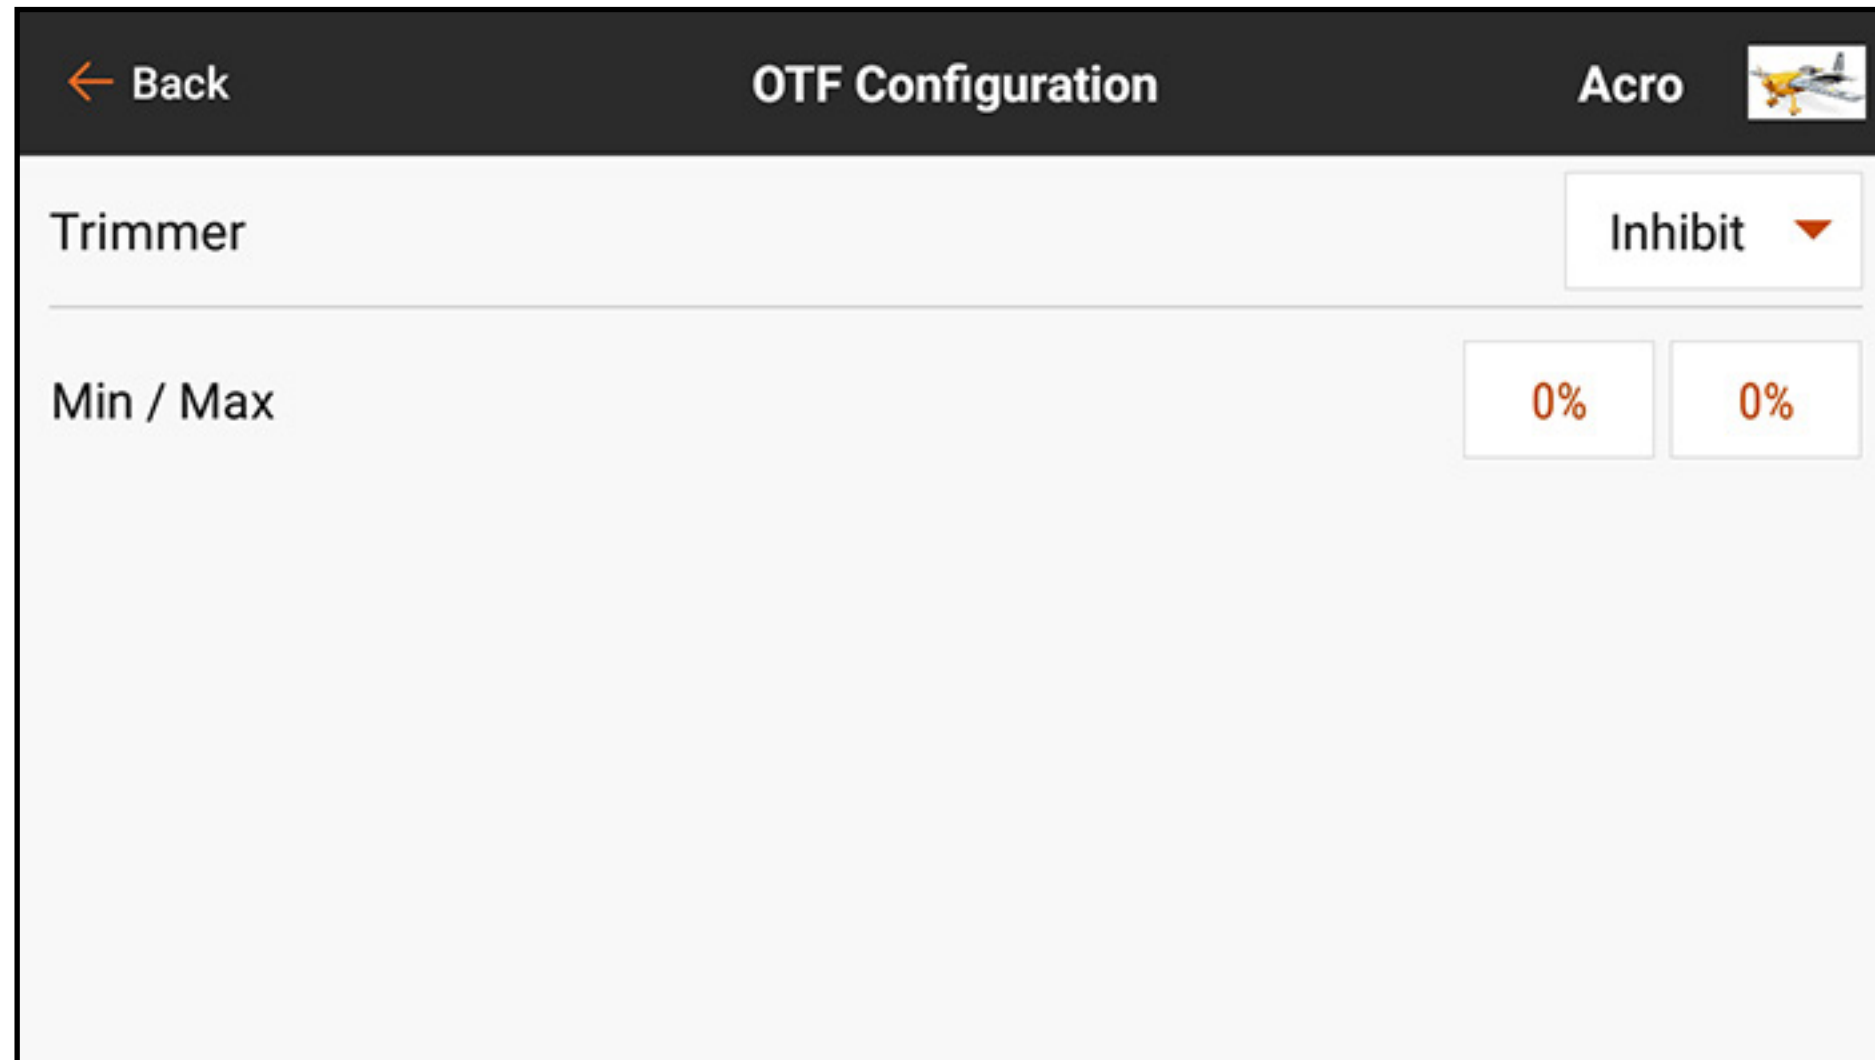 ← Back OTF Configuration Acro
Trimmer Inhibit
Min / Max 0% 0%